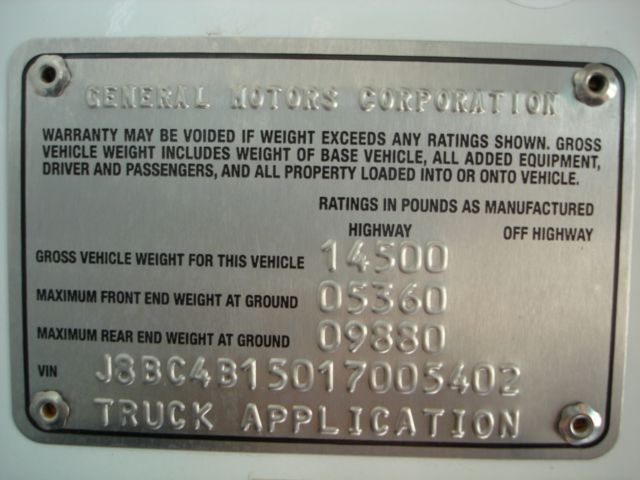 GENERAL MOTORS CORPORATION
WARRANTY MAY BE VOIDED IF WEIGHT EXCEEDS ANY RATINGS SHOWN. GROSS
VEHICLE WEIGHT INCLUDES WEIGHT OF BASE VEHICLE, ALL ADDED EQUIPMENT,
DRIVER AND PASSENGERS, AND ALL PROPERTY LOADED INTO OR ONTO VEHICLE.
RATINGS IN POUNDS AS MANUFACTURED
HIGHWAY OFF HIGHWAY
GROSS VEHICLE WEIGHT FOR THIS VEHICLE 14500
MAXIMUM FRONT END WEIGHT AT GROUND 05360
MAXIMUM REAR END WEIGHT AT GROUND 09880
VIN J8BC4B15017005402
TRUCK APPLICATION